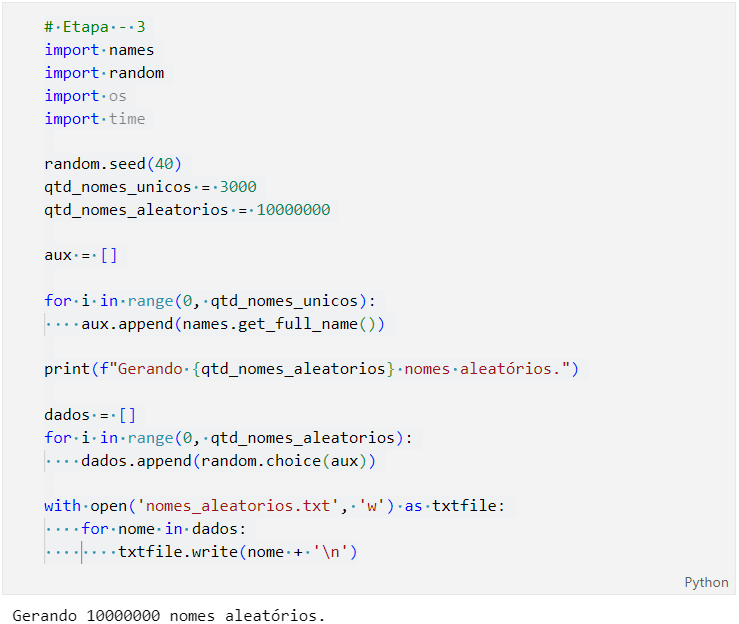 # Etapa - 3
import names
import random
import os
import time
random.seed(40)
qtd_nomes_unicos = 3000
qtd_nomes_aleatorios = 10000000
aux = []
for i in range(0, qtd_nomes_unicos):
    aux.append(names.get_full_name())
print(f"Gerando {qtd_nomes_aleatorios} nomes aleatórios.")
dados = []
for i in range(0, qtd_nomes_aleatorios):
    dados.append(random.choice(aux))
with open('nomes_aleatorios.txt', 'w') as txtfile:
    for nome in dados:
        txtfile.write(nome + '\n')
Python
Gerando 10000000 nomes aleatórios.